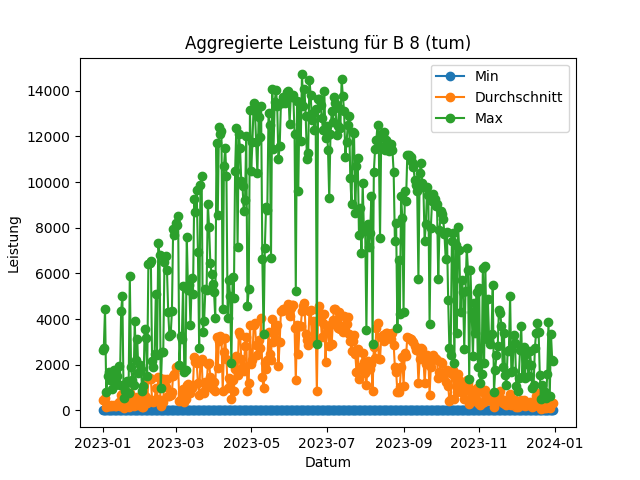 Aggregierte Leistung für B 8 (tum)
Min
Durchschnitt
Max
14000
12000
10000
8000
6000
4000
2000
0
Leistung
2023-01 2023-03 2023-05 2023-07 2023-09 2023-11 2024-01
Datum